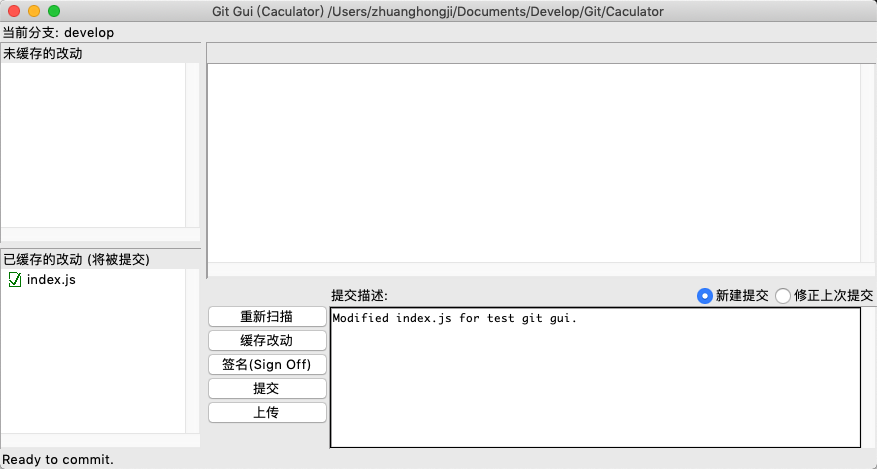 Git Gui (Caculator) /Users/zhuanghongji/Documents/Develop/Git/Caculator
当前分支: develop
未缓存的改动
已缓存的改动 (将被提交)
index.js
提交描述:
新建提交
修正上次提交
重新扫描
缓存改动
签名(Sign Off)
提交
上传
Modified index.js for test git gui.
Ready to commit.